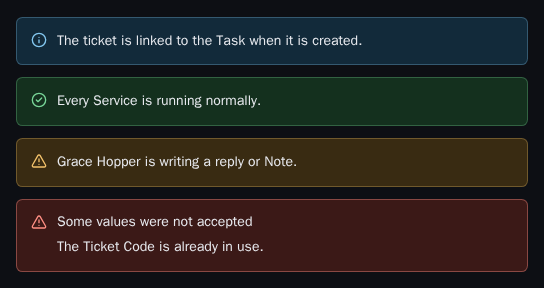 The ticket is linked to the Task when it is created.
Every Service is running normally.
Grace Hopper is writing a reply or Note.
Some values were not accepted
The Ticket Code is already in use.